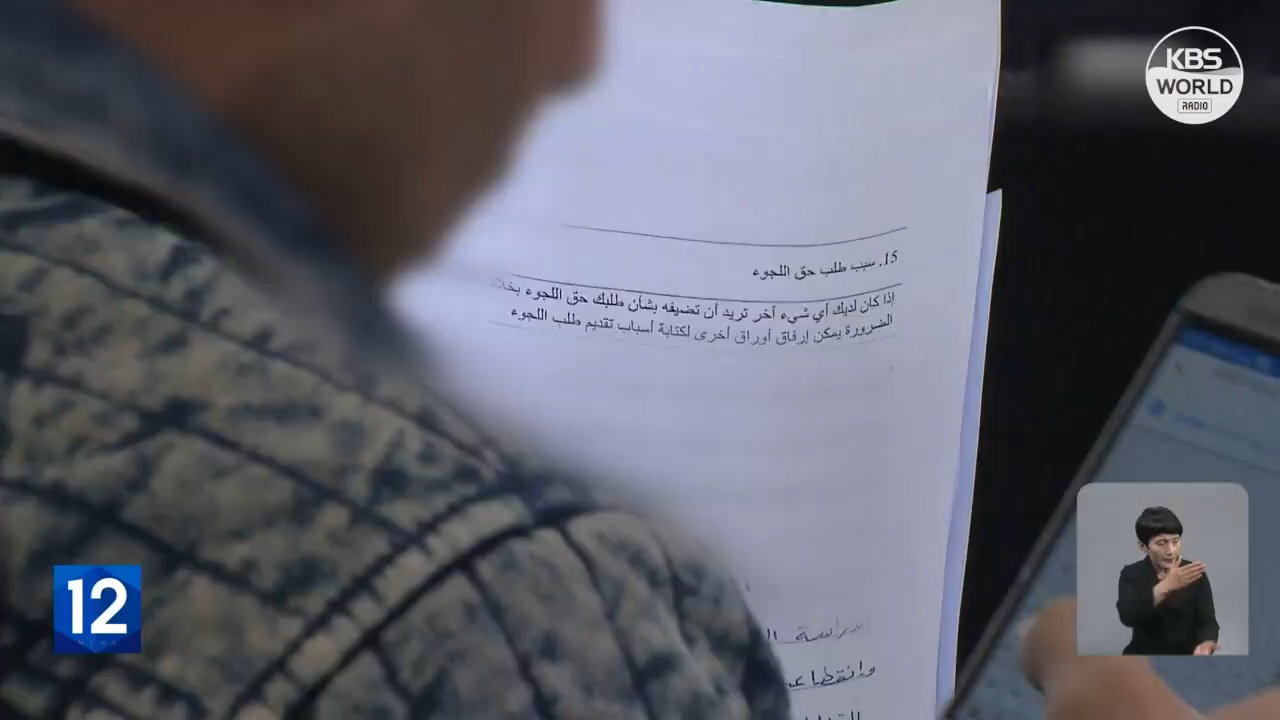 KBS
WORLD
RADIO
15. سبب طلب حق اللجوء
إذا كان لديك أي شيء آخر تريد أن تضيفه بشأن طلبك حق اللجوء
الضرورة يمكن إرفاق أوراق أخرى لكتابة أسباب تقديم طلب اللجوء
12
وانقطاع